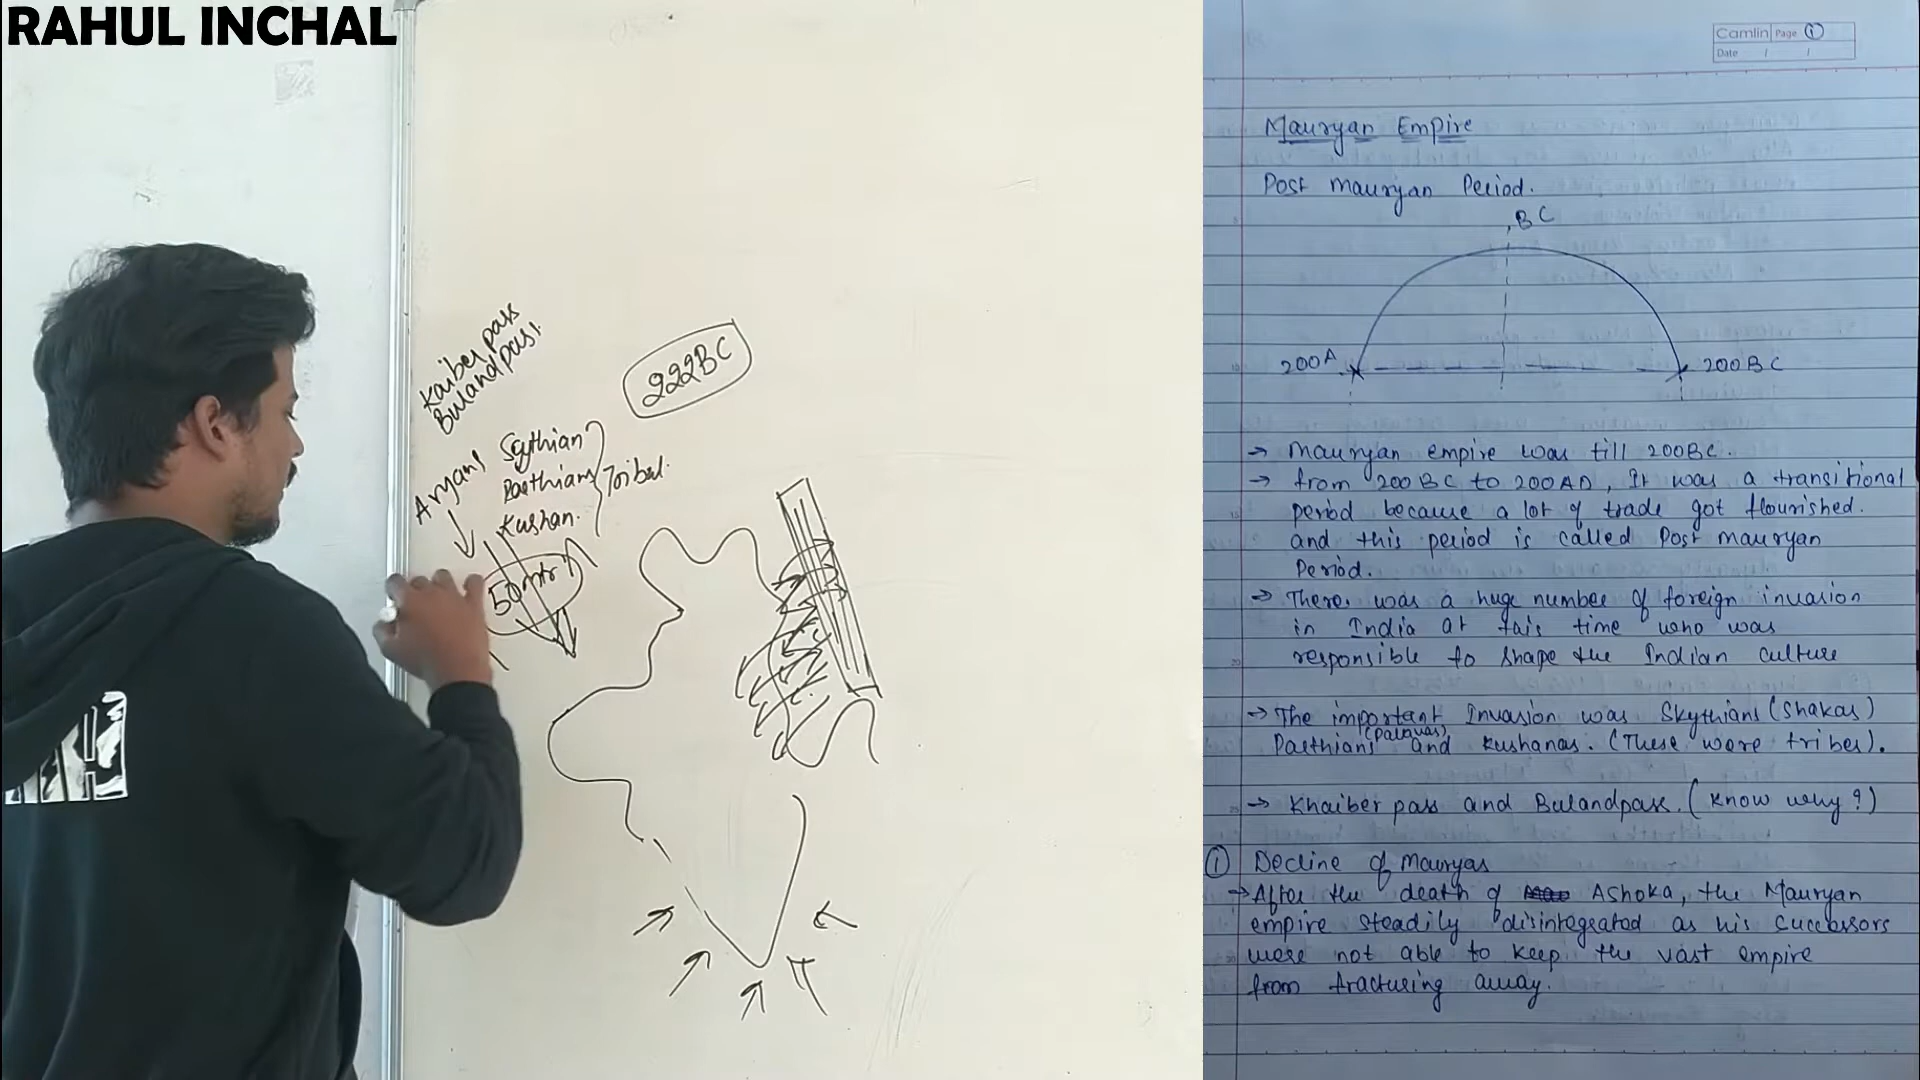 RAHUL INCHAL
Kaiber pass
Bulandpass.
222BC
Aryans
Scythian
Parthians
Kushan.
Tribal.
50mtr
Camlin Page 1
Date / /
Mauryan Empire
Post Mauryan Period.
BC
200A
200BC
→ Mauryan empire was till 200BC.
→ from 200BC to 200AD, It was a transitional
period because a lot of trade got flourished.
and this period is called Post Mauryan
Period.
→ There was a huge number of foreign invasion
in India at tais time who was
responsible to shape the Indian culture
→ The important Invasion was Skythians (Shakas)
Parthians (Palavas) and Kushanas. (These were tribes).
→ Khaiber pass and Bulandpass. (Know why?)
① Decline of Mauryas
→ After the death of Ashoka, the Mauryan
empire steadily disintegrated as his successors
were not able to keep the vast empire
from fracturing away.